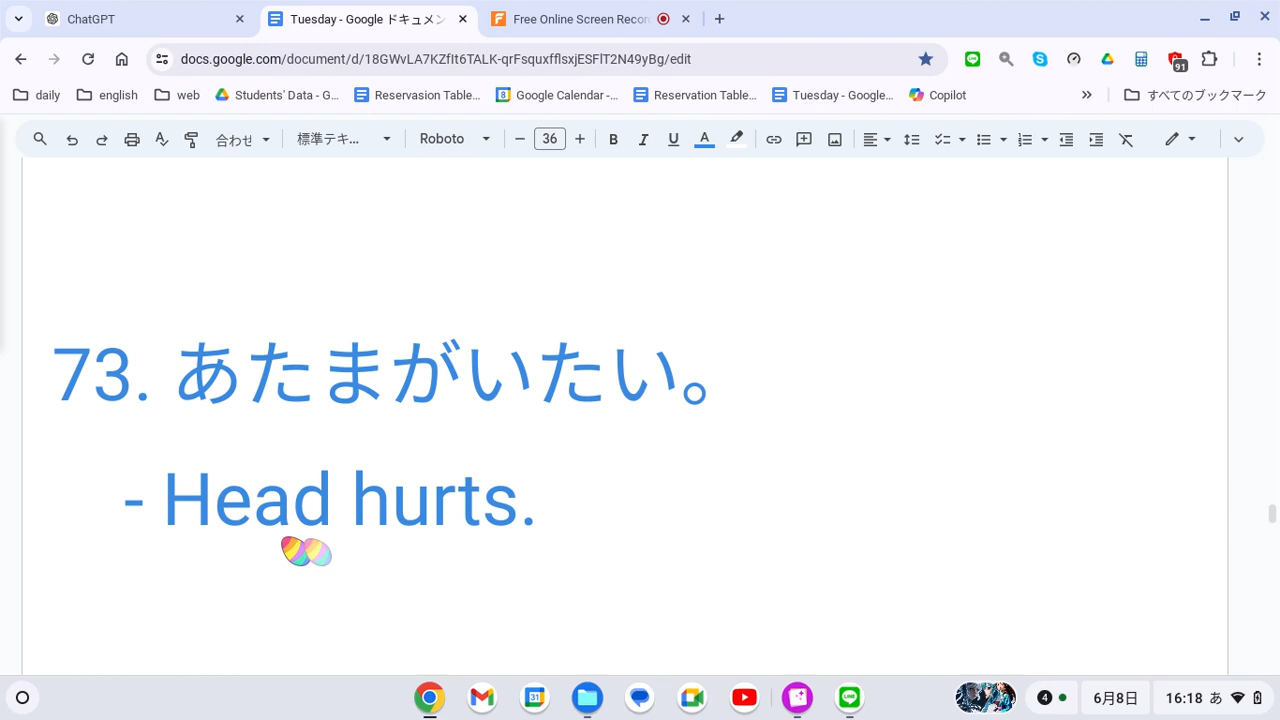 ChatGPT
Tuesday - Google ドキュメン
Free Online Screen Recor
docs.google.com/document/d/18GWvLA7KZfIt6TALK-qrFsquxfflsxjESFlT2N49yBg/edit
91
daily
english
web
Students' Data - G...
Reservasion Table...
Google Calendar -...
Reservation Table...
Tuesday - Google...
Copilot
すべてのブックマーク
合わせ
標準テキ...
Roboto
36
B
I
U
A
73. あたまがいたい。
- Head hurts.
31
4
6月8日
16:18
あ